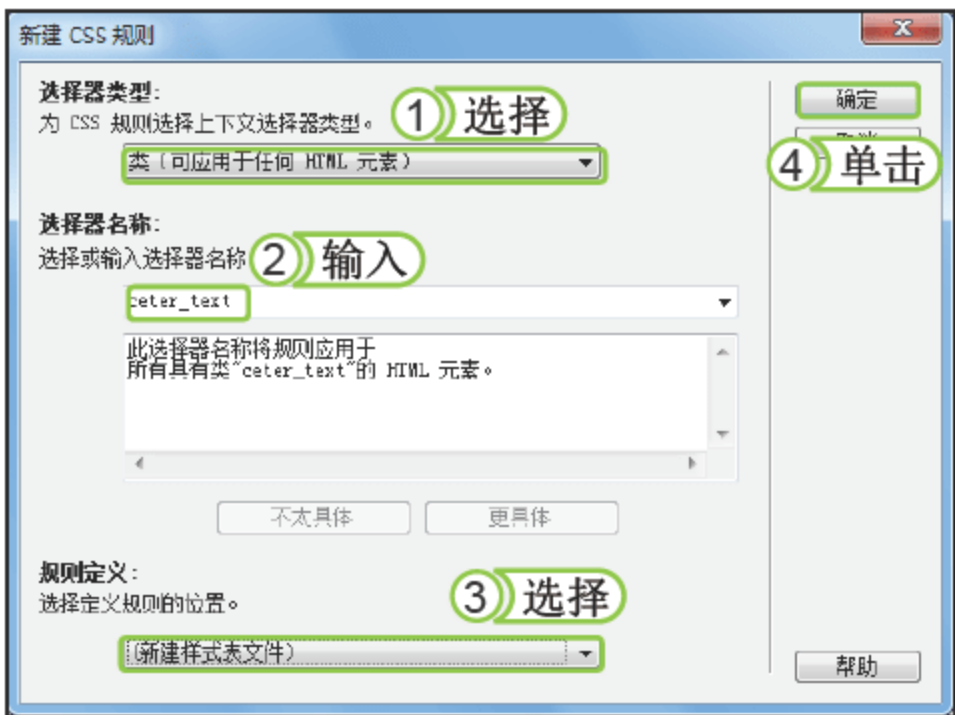 新建 CSS 规则
选择器类型:
为 CSS 规则选择上下文选择器类型。
① 选择
类（可应用于任何 HTML 元素）
确定
④ 单击
选择器名称:
选择或输入选择器名称
② 输入
ceter_text
此选择器名称将规则应用于
所有具有类"ceter_text"的 HTML 元素。
不太具体
更具体
规则定义:
选择定义规则的位置。
③ 选择
(新建样式表文件)
帮助